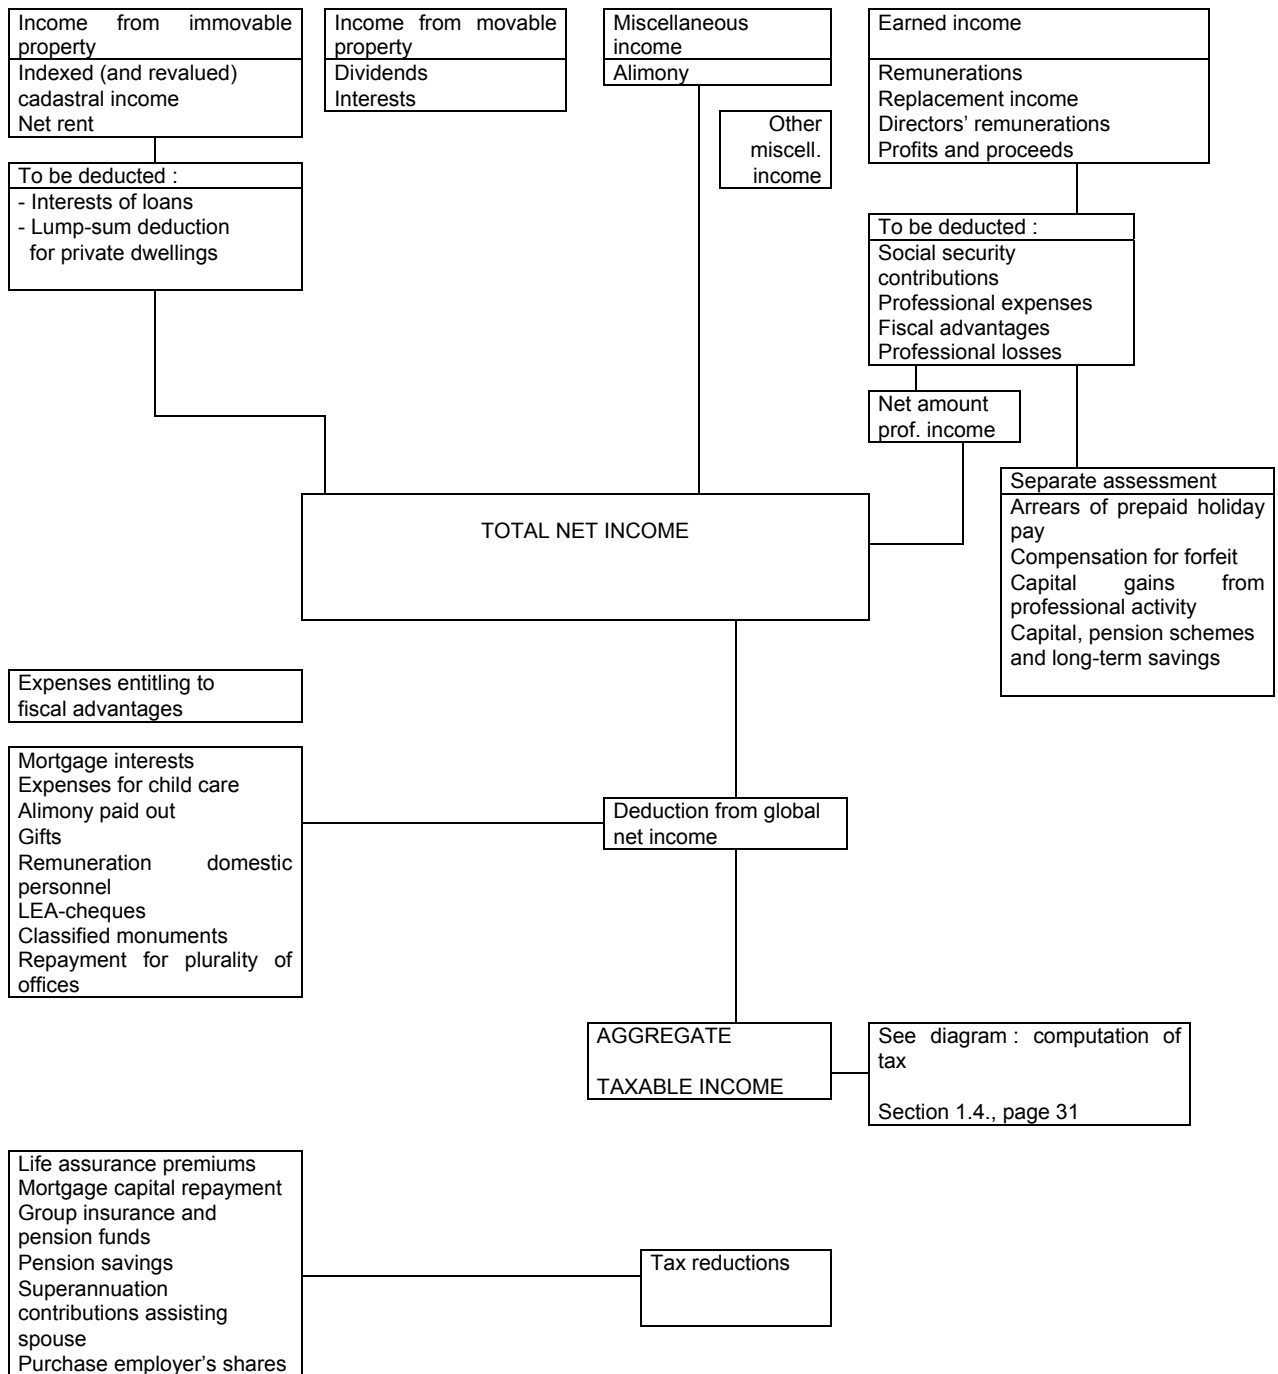 Income from immovable
property
Indexed (and revalued)
cadastral income
Net rent
To be deducted :
- Interests of loans
- Lump-sum deduction
for private dwellings
Income from movable
property
Dividends
Interests
Miscellaneous
income
Alimony
Other
miscell.
income
Earned income
Remunerations
Replacement income
Directors' remunerations
Profits and proceeds
To be deducted :
Social security
contributions
Professional expenses
Fiscal advantages
Professional losses
Net amount
prof. income
Separate assessment
Arrears of prepaid holiday
pay
Compensation for forfeit
Capital gains from
professional activity
Capital, pension schemes
and long-term savings
TOTAL NET INCOME
Expenses entitling to
fiscal advantages
Mortgage interests
Expenses for child care
Alimony paid out
Gifts
Remuneration domestic
personnel
LEA-cheques
Classified monuments
Repayment for plurality of
offices
Deduction from global
net income
AGGREGATE
TAXABLE INCOME
See diagram : computation of
tax
Section 1.4., page 31
Life assurance premiums
Mortgage capital repayment
Group insurance and
pension funds
Pension savings
Superannuation
contributions assisting
spouse
Purchase employer's shares
Tax reductions